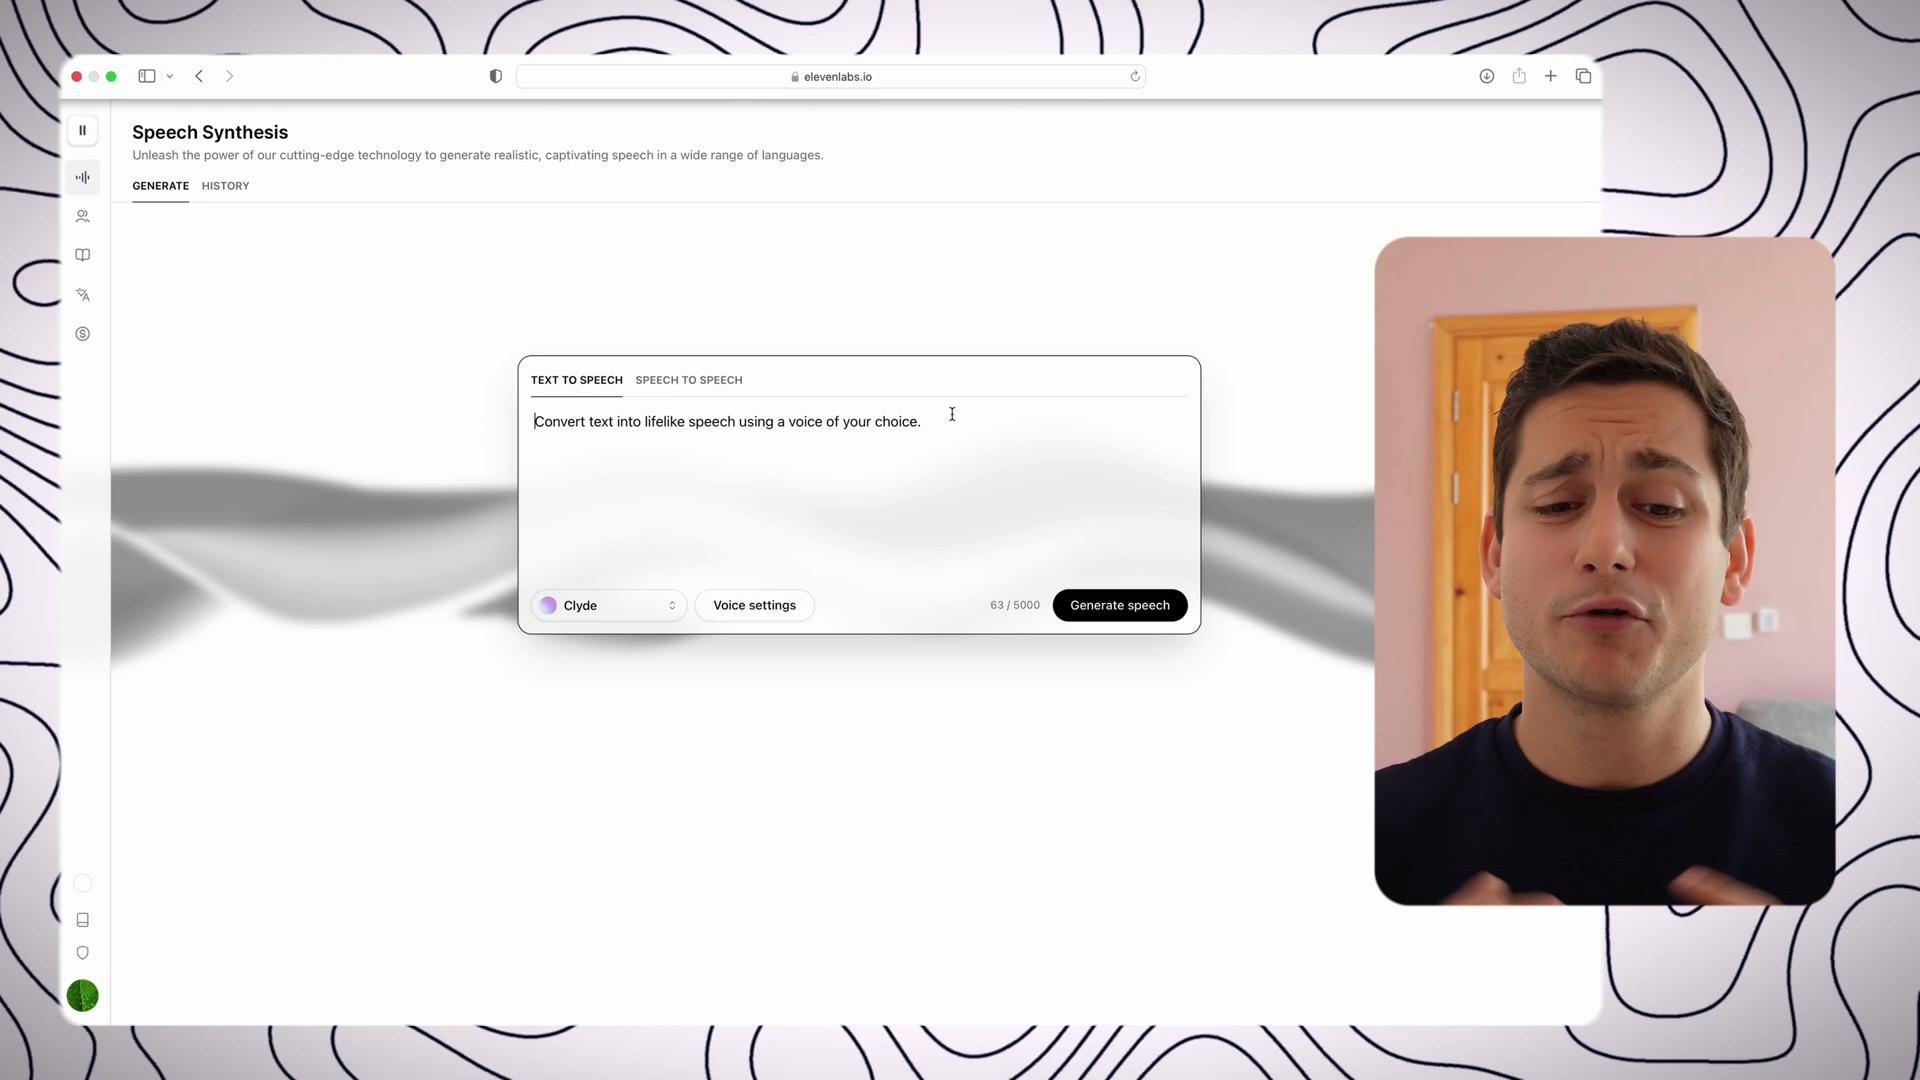 elevenlabs.io
Speech Synthesis
Unleash the power of our cutting-edge technology to generate realistic, captivating speech in a wide range of languages.
GENERATE HISTORY
TEXT TO SPEECH SPEECH TO SPEECH
Convert text into lifelike speech using a voice of your choice.
Clyde Voice settings 63 / 5000 Generate speech